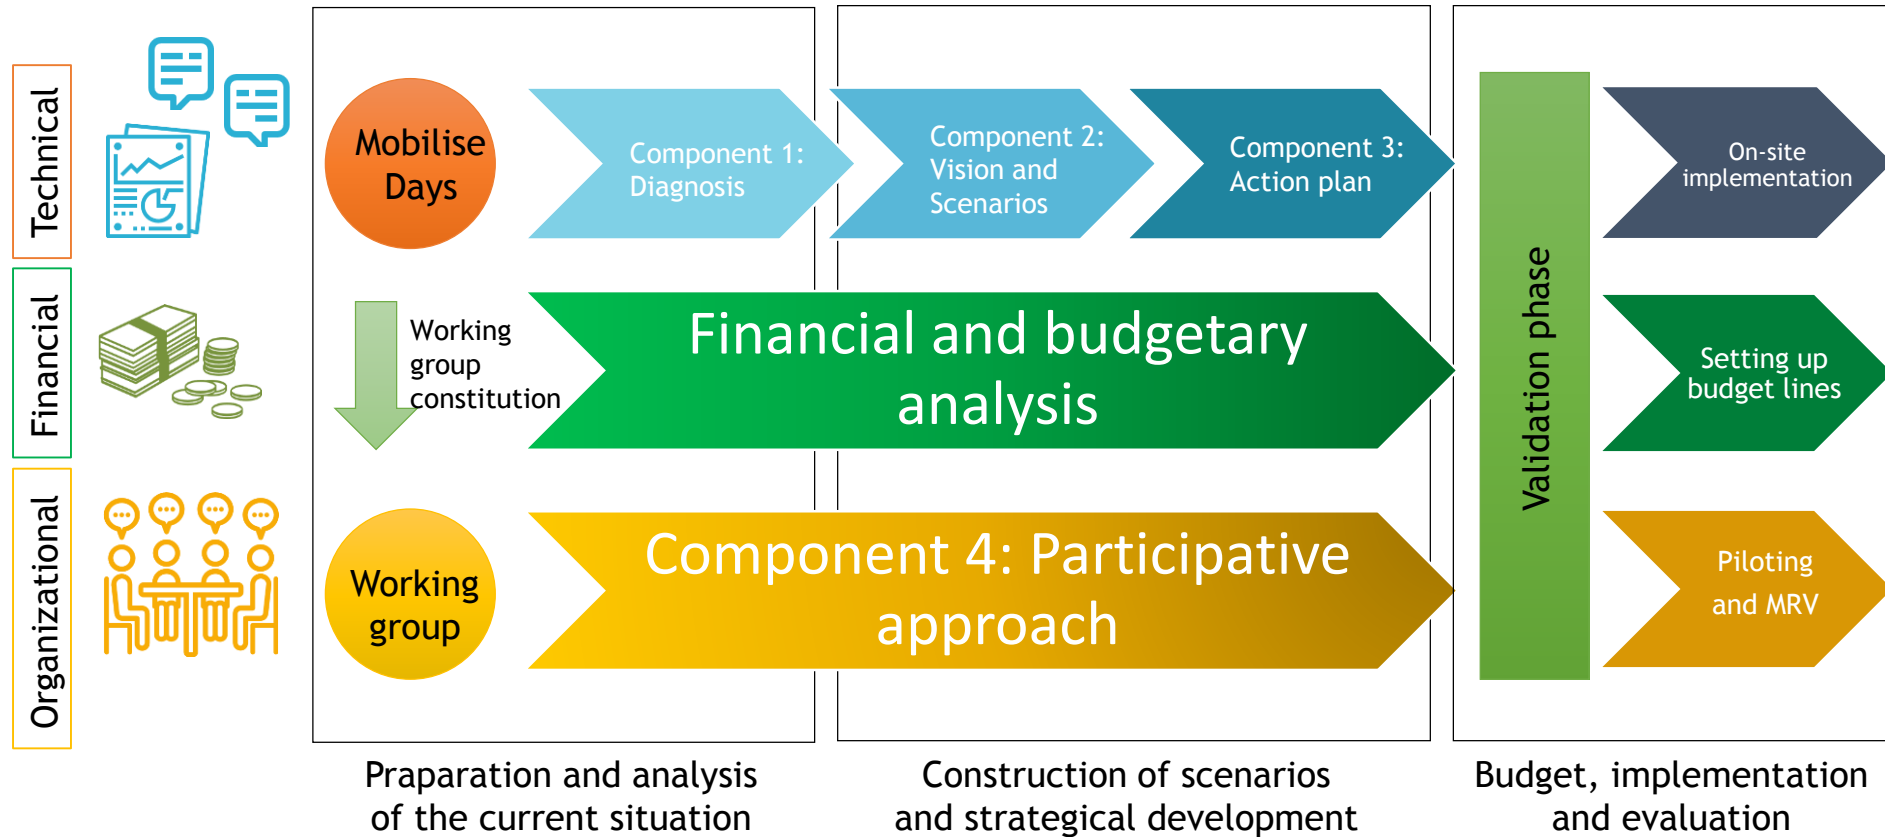 Technical
Mobilise
Days
Component 1:
Diagnosis
Component 2:
Vision and
Scenarios
Component 3:
Action plan
On-site
implementation
Financial
Working
group
constitution
Financial and budgetary
analysis
Validation phase
Setting up
budget lines
Organizational
Working
group
Component 4: Participative
approach
Piloting
and MRV
Praparation and analysis
of the current situation
Construction of scenarios
and strategical development
Budget, implementation
and evaluation